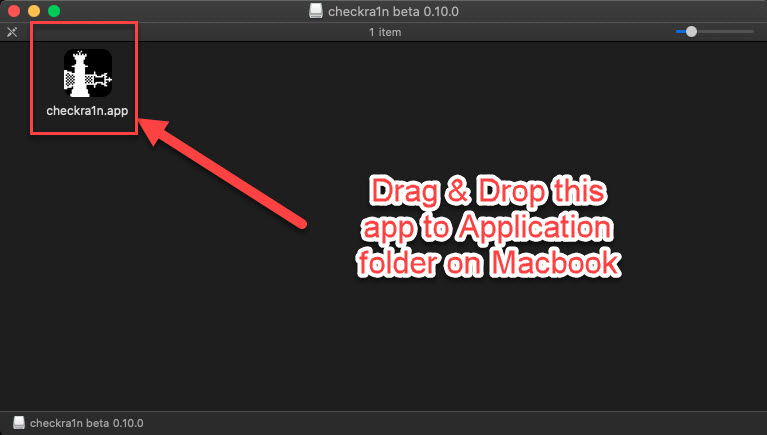 checkra1n beta 0.10.0
1 item
checkra1n.app
Drag & Drop this
app to Application
folder on Macbook
checkra1n beta 0.10.0